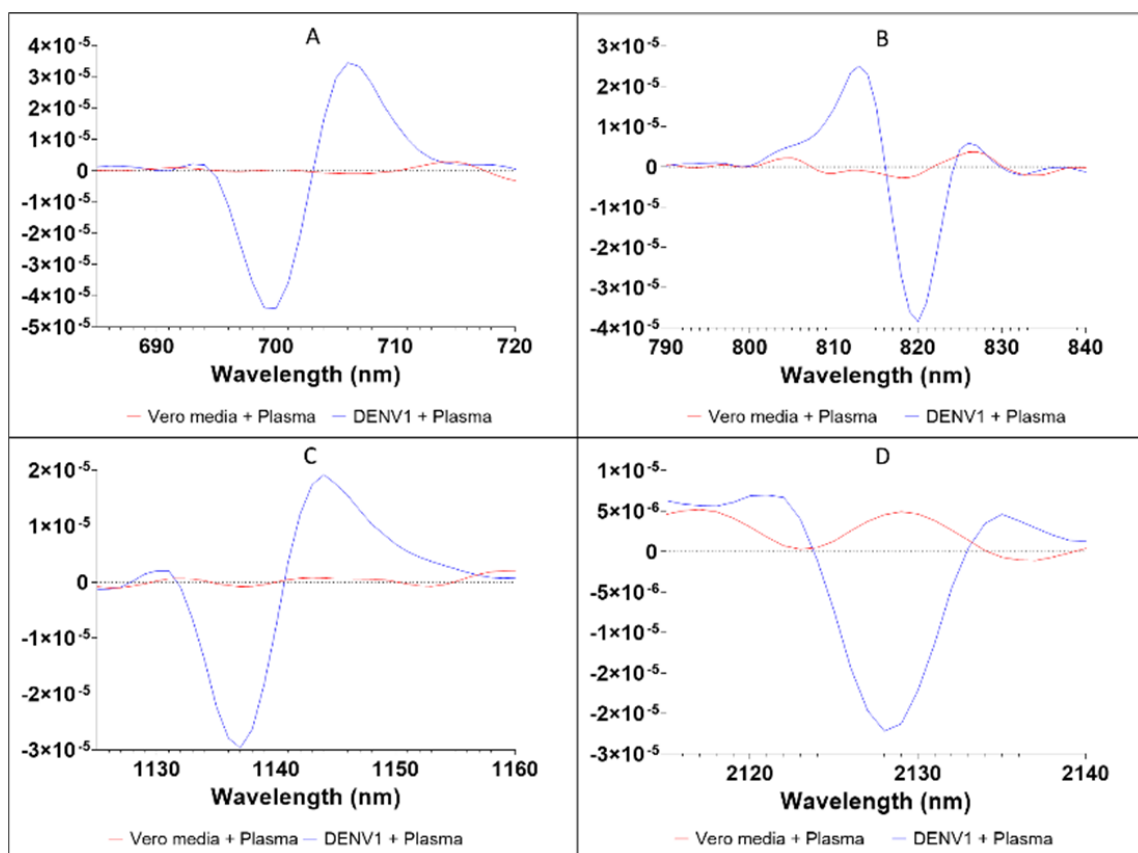 A
4×10⁻⁵
3×10⁻⁵
2×10⁻⁵
1×10⁻⁵
0
-1×10⁻⁵
-2×10⁻⁵
-3×10⁻⁵
-4×10⁻⁵
-5×10⁻⁵
690 700 710 720
Wavelength (nm)
Vero media + Plasma DENV1 + Plasma
B
3×10⁻⁵
2×10⁻⁵
1×10⁻⁵
0
-1×10⁻⁵
-2×10⁻⁵
-3×10⁻⁵
-4×10⁻⁵
790 800 810 820 830 840
Wavelength (nm)
Vero media + Plasma DENV1 + Plasma
C
2×10⁻⁵
1×10⁻⁵
0
-1×10⁻⁵
-2×10⁻⁵
-3×10⁻⁵
1130 1140 1150 1160
Wavelength (nm)
Vero media + Plasma DENV1 + Plasma
D
1×10⁻⁵
5×10⁻⁶
0
-5×10⁻⁶
-1×10⁻⁵
-2×10⁻⁵
-2×10⁻⁵
-3×10⁻⁵
2120 2130 2140
Wavelength (nm)
Vero media + Plasma DENV1 + Plasma